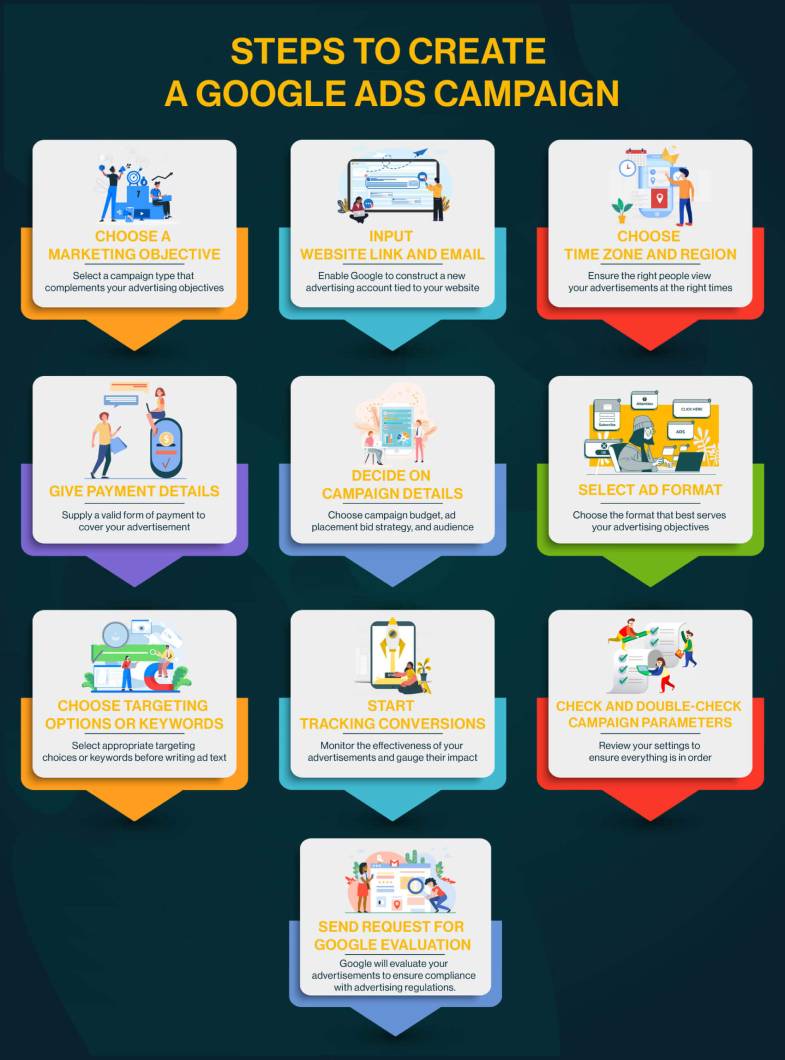 STEPS TO CREATE
A GOOGLE ADS CAMPAIGN
CHOOSE A
MARKETING OBJECTIVE
Select a campaign type that
complements your advertising objectives
INPUT
WEBSITE LINK AND EMAIL
Enable Google to construct a new
advertising account tied to your website
CHOOSE
TIME ZONE AND REGION
Ensure the right people view
your advertisements at the right times
GIVE PAYMENT DETAILS
Supply a valid form of payment to
cover your advertisement
DECIDE ON
CAMPAIGN DETAILS
Choose campaign budget, ad
placement bid strategy, and audience
Attention
CLICK HERE
Subscribe
ADS
SELECT AD FORMAT
Choose the format that best serves
your advertising objectives
CHOOSE TARGETING
OPTIONS OR KEYWORDS
Select appropriate targeting
choices or keywords before writing ad text
START
TRACKING CONVERSIONS
Monitor the effectiveness of your
advertisements and gauge their impact
CHECK AND DOUBLE-CHECK
CAMPAIGN PARAMETERS
Review your settings to
ensure everything is in order
SEND REQUEST FOR
GOOGLE EVALUATION
Google will evaluate your
advertisements to ensure compliance
with advertising regulations.